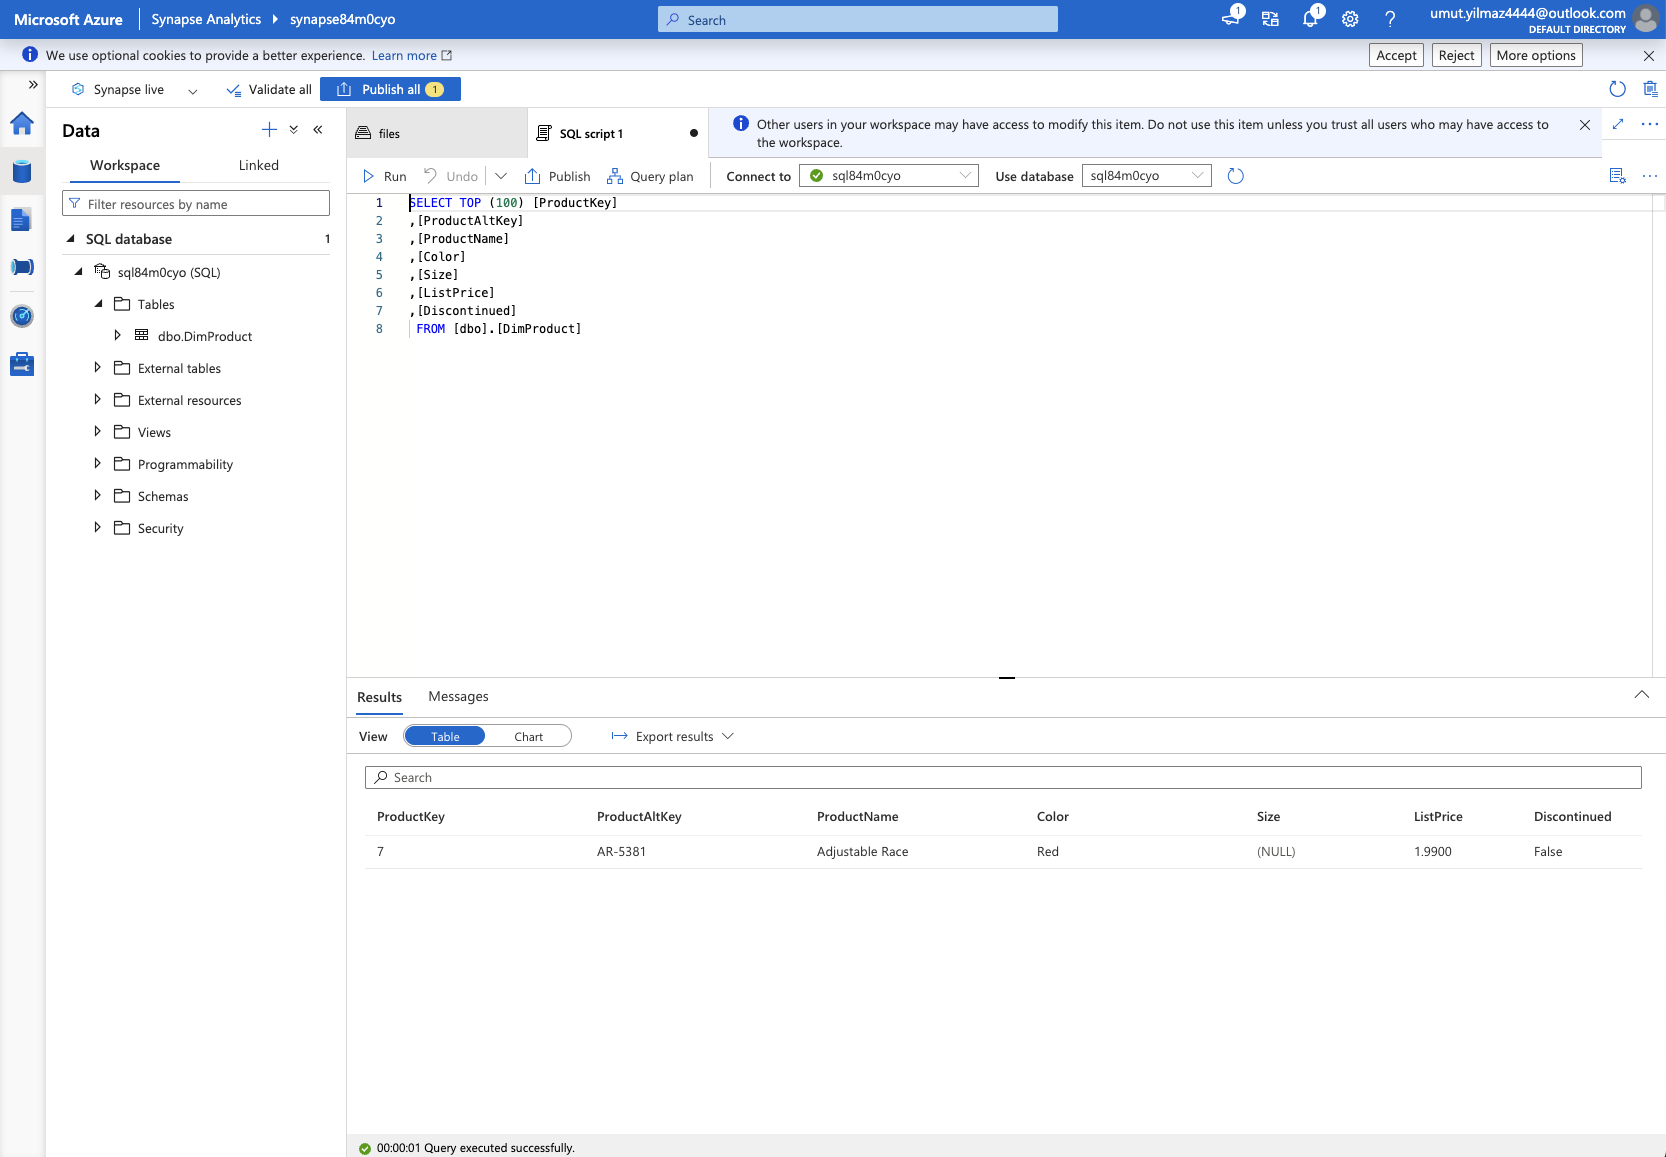 Microsoft Azure
Synapse Analytics
synapse84m0cyo
Search
1
1
umut.yilmaz4444@outlook.com
DEFAULT DIRECTORY
We use optional cookies to provide a better experience. Learn more
Accept
Reject
More options
Synapse live
Validate all
Publish all 1
Data
Workspace
Linked
Filter resources by name
SQL database 1
sql84m0cyo (SQL)
Tables
dbo.DimProduct
External tables
External resources
Views
Programmability
Schemas
Security
files
SQL script 1
Other users in your workspace may have access to modify this item. Do not use this item unless you trust all users who may have access to
the workspace.
Run
Undo
Publish
Query plan
Connect to
sql84m0cyo
Use database
sql84m0cyo
1 SELECT TOP (100) [ProductKey]
2 ,[ProductAltKey]
3 ,[ProductName]
4 ,[Color]
5 ,[Size]
6 ,[ListPrice]
7 ,[Discontinued]
8 FROM [dbo].[DimProduct]
Results
Messages
View
Table
Chart
Export results
Search
ProductKey ProductAltKey ProductName Color Size ListPrice Discontinued
7 AR-5381 Adjustable Race Red (NULL) 1.9900 False
00:00:01 Query executed successfully.